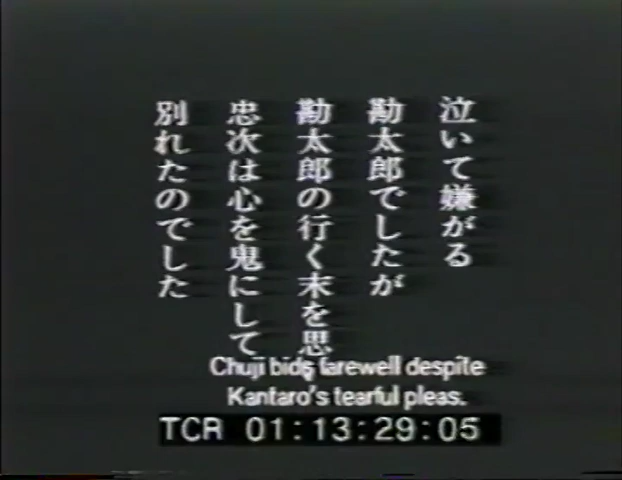 泣いて嫌がる
勘太郎でしたが
勘太郎の行く末を思い
忠次は心を鬼にして
別れたのでした
Chuji bids farewell despite
Kantaro's tearful pleas.
TCR 01:13:29:05